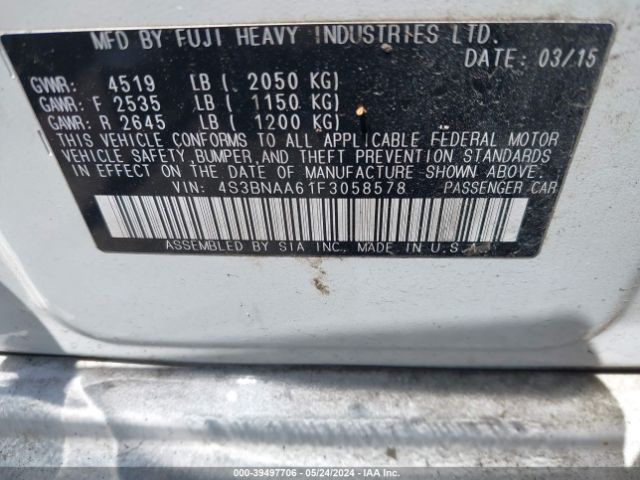 MFD BY FUJI HEAVY INDUSTRIES LTD.
DATE: 03/15
GVWR: 4519 LB ( 2050 KG)
GAWR: F 2535 LB ( 1150 KG)
GAWR: R 2645 LB ( 1200 KG)
THIS VEHICLE CONFORMS TO ALL APPLICABLE FEDERAL MOTOR
VEHICLE SAFETY, BUMPER, AND THEFT PREVENTION STANDARDS
IN EFFECT ON THE DATE OF MANUFACTURE SHOWN ABOVE.
VIN: 4S3BNAA61F3058578 PASSENGER CAR
ASSEMBLED BY SIA INC, MADE IN U.S.A.
000-39497706 - 05/24/2024 - IAA Inc.